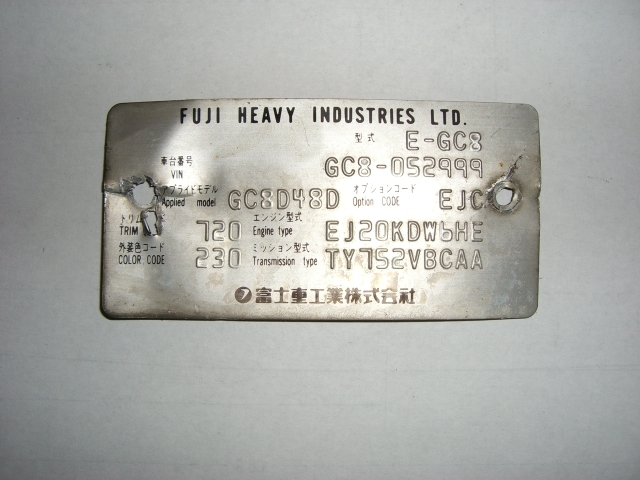 FUJI HEAVY INDUSTRIES LTD.
型式 E-GC8
車台番号 VIN GC8-052999
アプライドモデル Applied model GC8D48D オプションコード Option CODE EJC
トリム TRIM 720 エンジン型式 Engine type EJ20KDW6HE
外装色コード COLOR CODE 230 ミッション型式 Transmission type TY752VBCAA
富士重工業株式会社